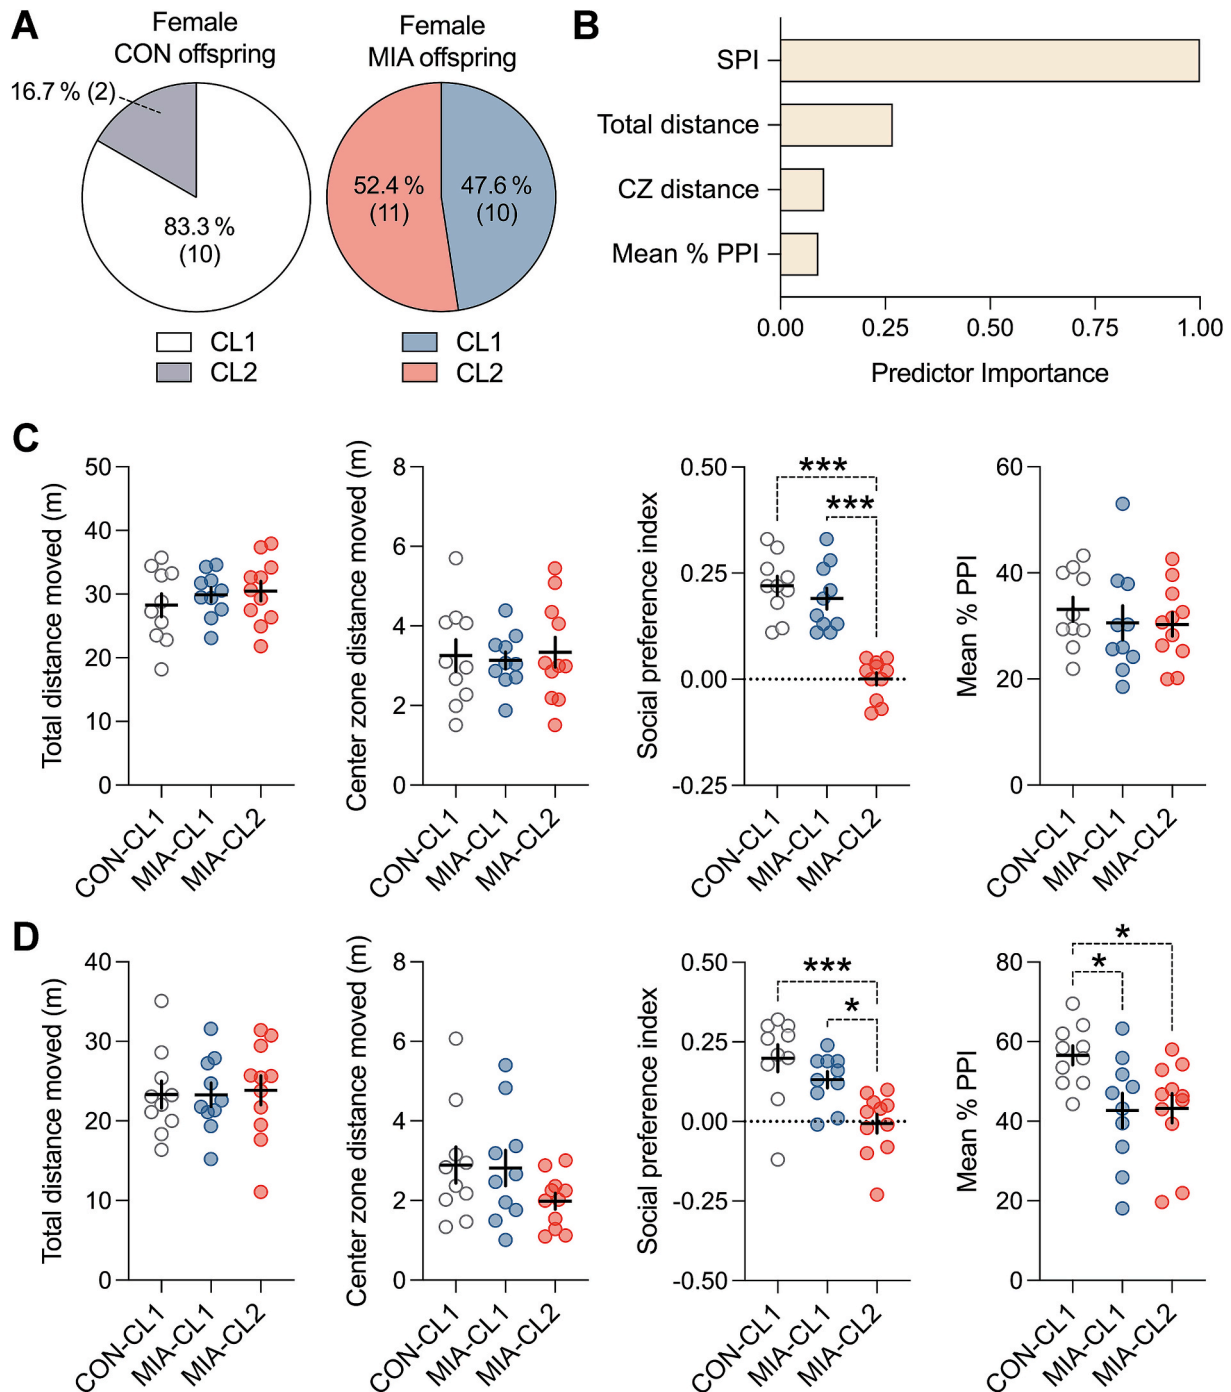 A
Female
CON offspring
Female
MIA offspring
16.7 % (2)
83.3 %
(10)
52.4 %
(11)
47.6 %
(10)
CL1
CL2
CL1
CL2
B
SPI
Total distance
CZ distance
Mean % PPI
0.00 0.25 0.50 0.75 1.00
Predictor Importance
C
Total distance moved (m)
50
40
30
20
10
0
CON-CL1
MIA-CL1
MIA-CL2
Center zone distance moved (m)
8
6
4
2
0
CON-CL1
MIA-CL1
MIA-CL2
Social preference index
0.50
0.25
0.00
-0.25
***
***
CON-CL1
MIA-CL1
MIA-CL2
Mean % PPI
60
40
20
0
CON-CL1
MIA-CL1
MIA-CL2
D
Total distance moved (m)
40
30
20
10
0
CON-CL1
MIA-CL1
MIA-CL2
Center zone distance moved (m)
8
6
4
2
0
CON-CL1
MIA-CL1
MIA-CL2
Social preference index
0.50
0.25
0.00
-0.25
-0.50
***
*
CON-CL1
MIA-CL1
MIA-CL2
Mean % PPI
80
60
40
20
0
*
*
CON-CL1
MIA-CL1
MIA-CL2